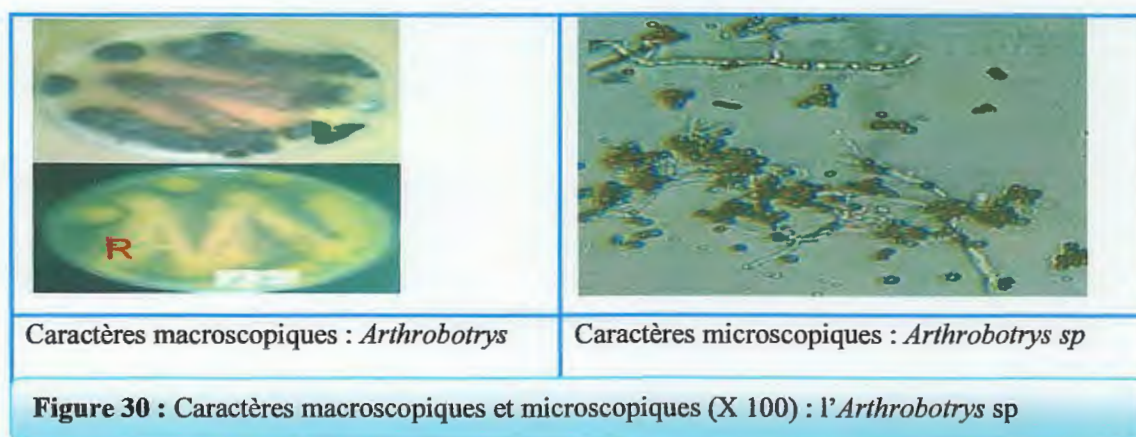 R
Caractères macroscopiques : Arthrobotrys
Caractères microscopiques : Arthrobotrys sp
Figure 30 : Caractères macroscopiques et microscopiques (X 100) : l'Arthrobotrys sp